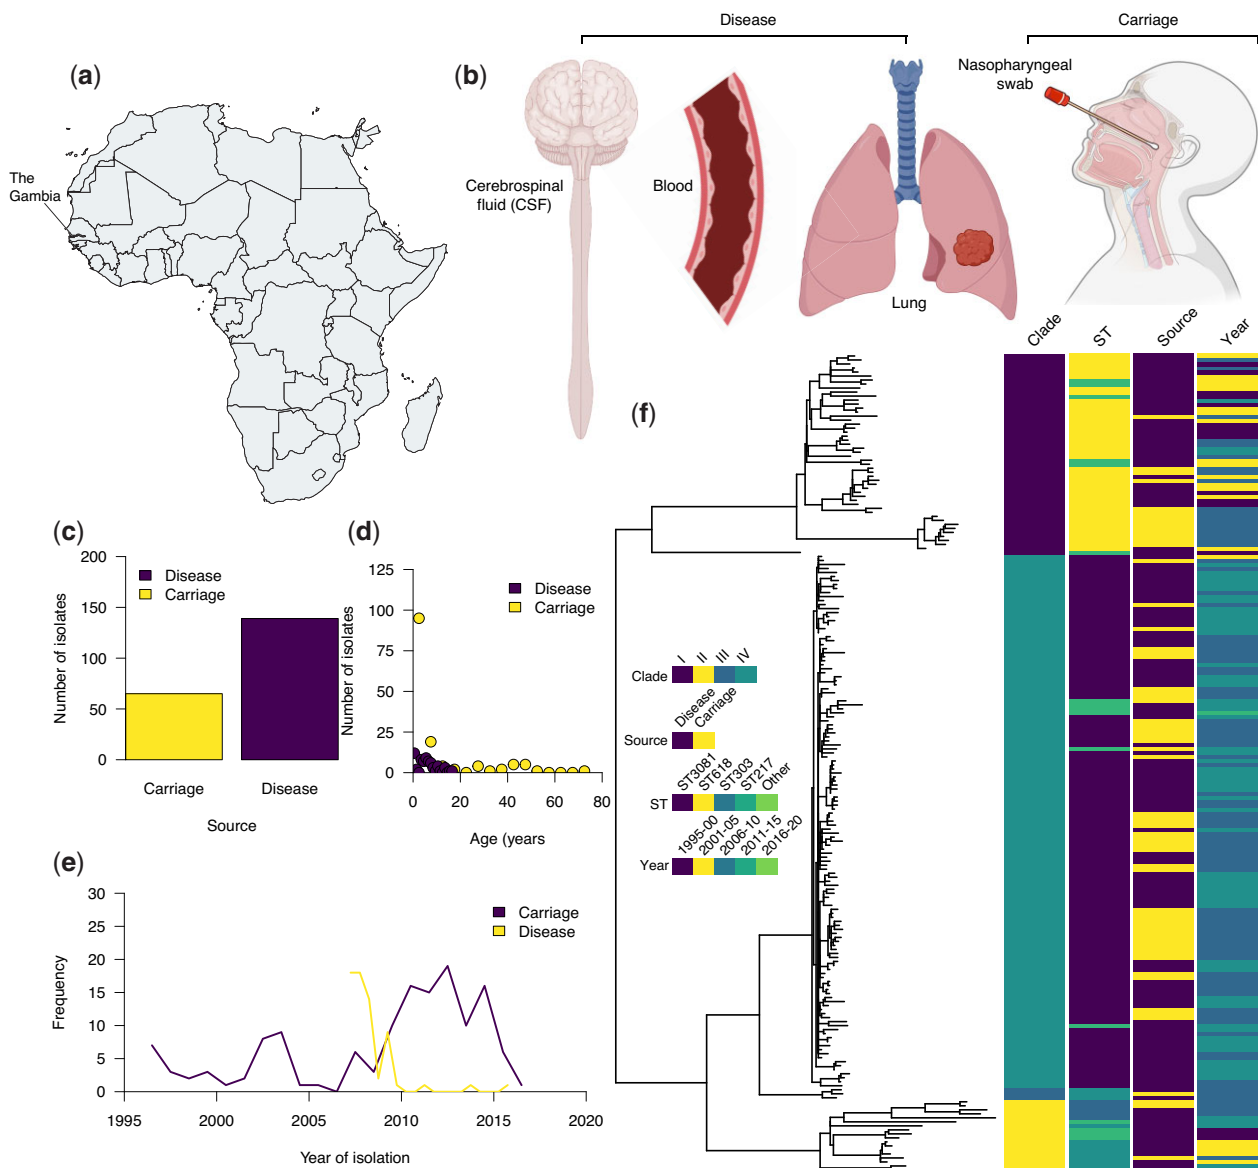 Disease
Carriage
(a)
(b)
The
Gambia
Cerebrospinal
fluid (CSF)
Blood
Lung
Nasopharyngeal
swab
(c)
200
150
100
50
0
Number of isolates
Disease
Carriage
Carriage
Disease
Source
(d)
125
100
75
50
25
0
Number of isolates
Disease
Carriage
0
20
40
60
80
Age (years
(e)
30
25
20
15
10
5
0
Frequency
Carriage
Disease
1995
2000
2005
2010
2015
2020
Year of isolation
(f)
Clade
ST
Source
Year
Clade
I
II
III
IV
Source
Disease
Carriage
ST
ST3081
ST618
ST303
ST217
Other
Year
1995-00
2001-05
2006-10
2011-15
2016-20